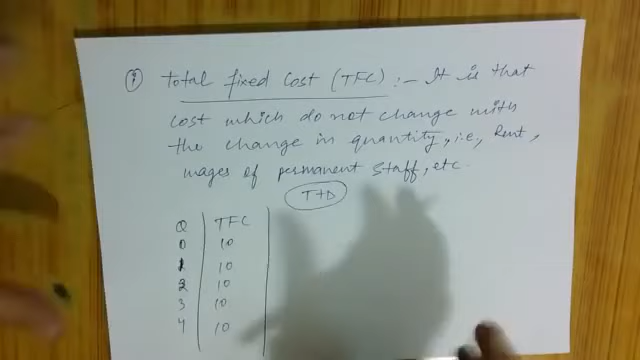 ① Total fixed cost (TFC) :- It is that
cost which do not change with
the change in quantity, i.e, Rent,
wages of permanent staff, etc.
T+D
Q TFC
0 10
1 10
2 10
3 10
4 10